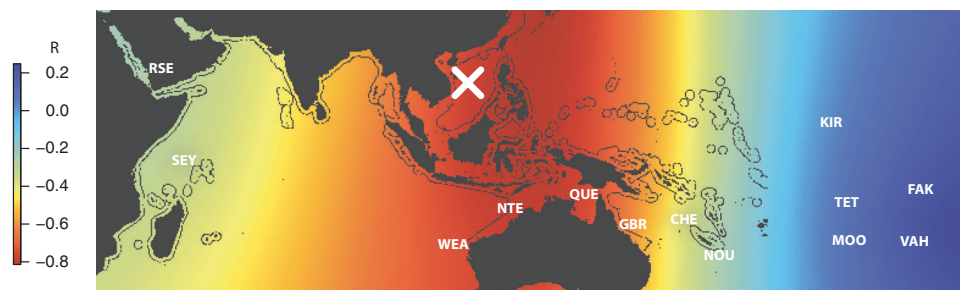 R
0.2
0.0
−0.2
−0.4
−0.6
−0.8
RSE
SEY
KIR
QUE
FAK
NTE
TET
CHE
GBR
WEA
MOO
VAH
NOU